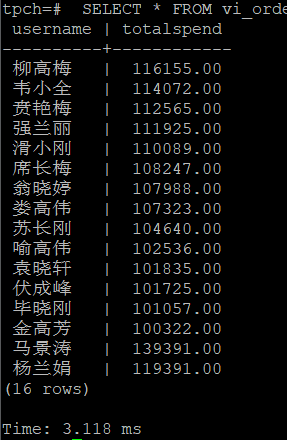 tpch=#  SELECT * FROM vi_orde
username | totalspend
----------+------------
柳高梅 | 116155.00
韦小全 | 114072.00
贲艳梅 | 112565.00
强兰丽 | 111925.00
滑小刚 | 110089.00
席长梅 | 108247.00
翁晓婷 | 107988.00
娄高伟 | 107323.00
苏长刚 | 104640.00
喻高伟 | 102536.00
袁晓轩 | 101835.00
伏成峰 | 101725.00
毕晓刚 | 101057.00
金高芳 | 100322.00
马景涛 | 139391.00
杨兰娟 | 119391.00
(16 rows)
Time: 3.118 ms